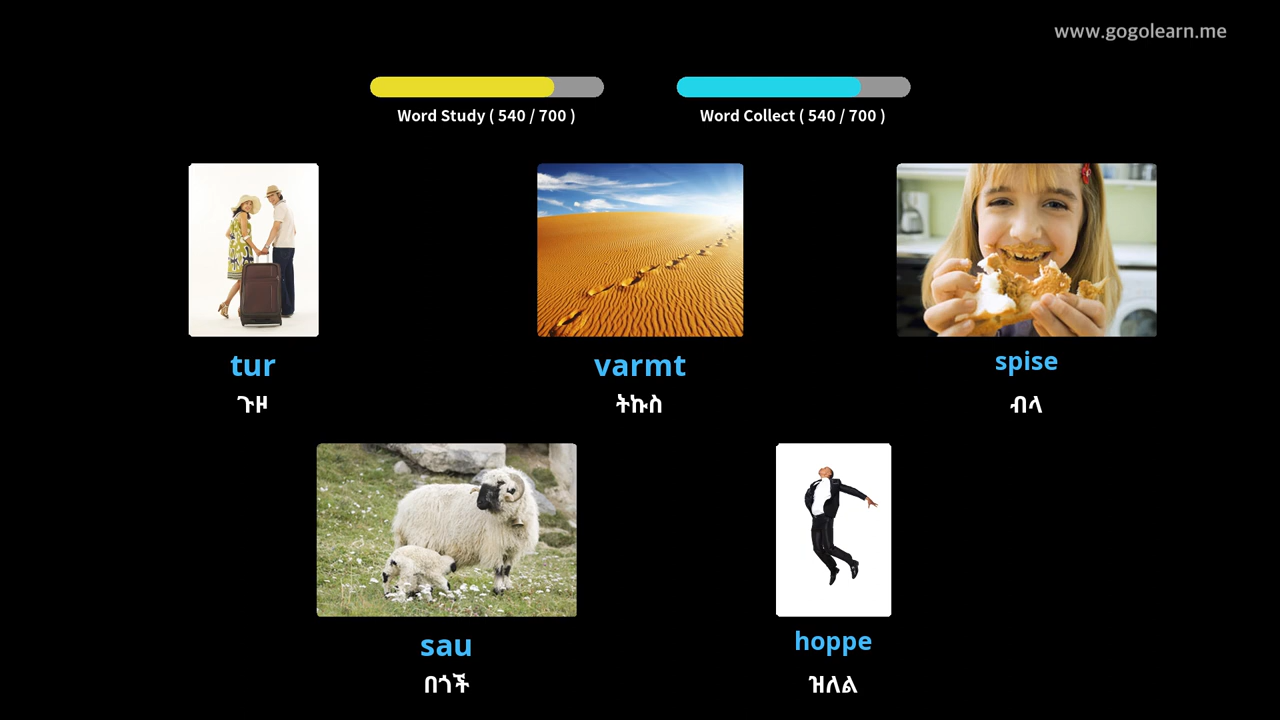 www.gogolearn.me
Word Study ( 540 / 700 )
Word Collect ( 540 / 700 )
tur
ጉዞ
varmt
ትኩስ
spise
ብላ
sau
በጎች
hoppe
ዝለል